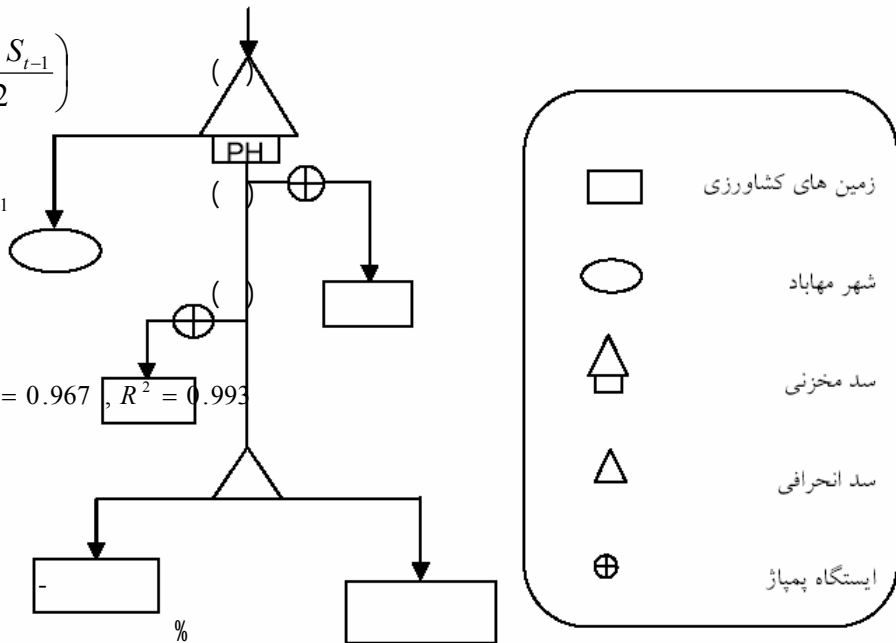 S_{t-1}
2
)
( )
PH
1
( )
( )
= 0.967 , R² = 0.993
-
%
زمین های کشاورزی
شهر مهاباد
سد مخزنی
سد انحرافی
ایستگاه پمپاژ